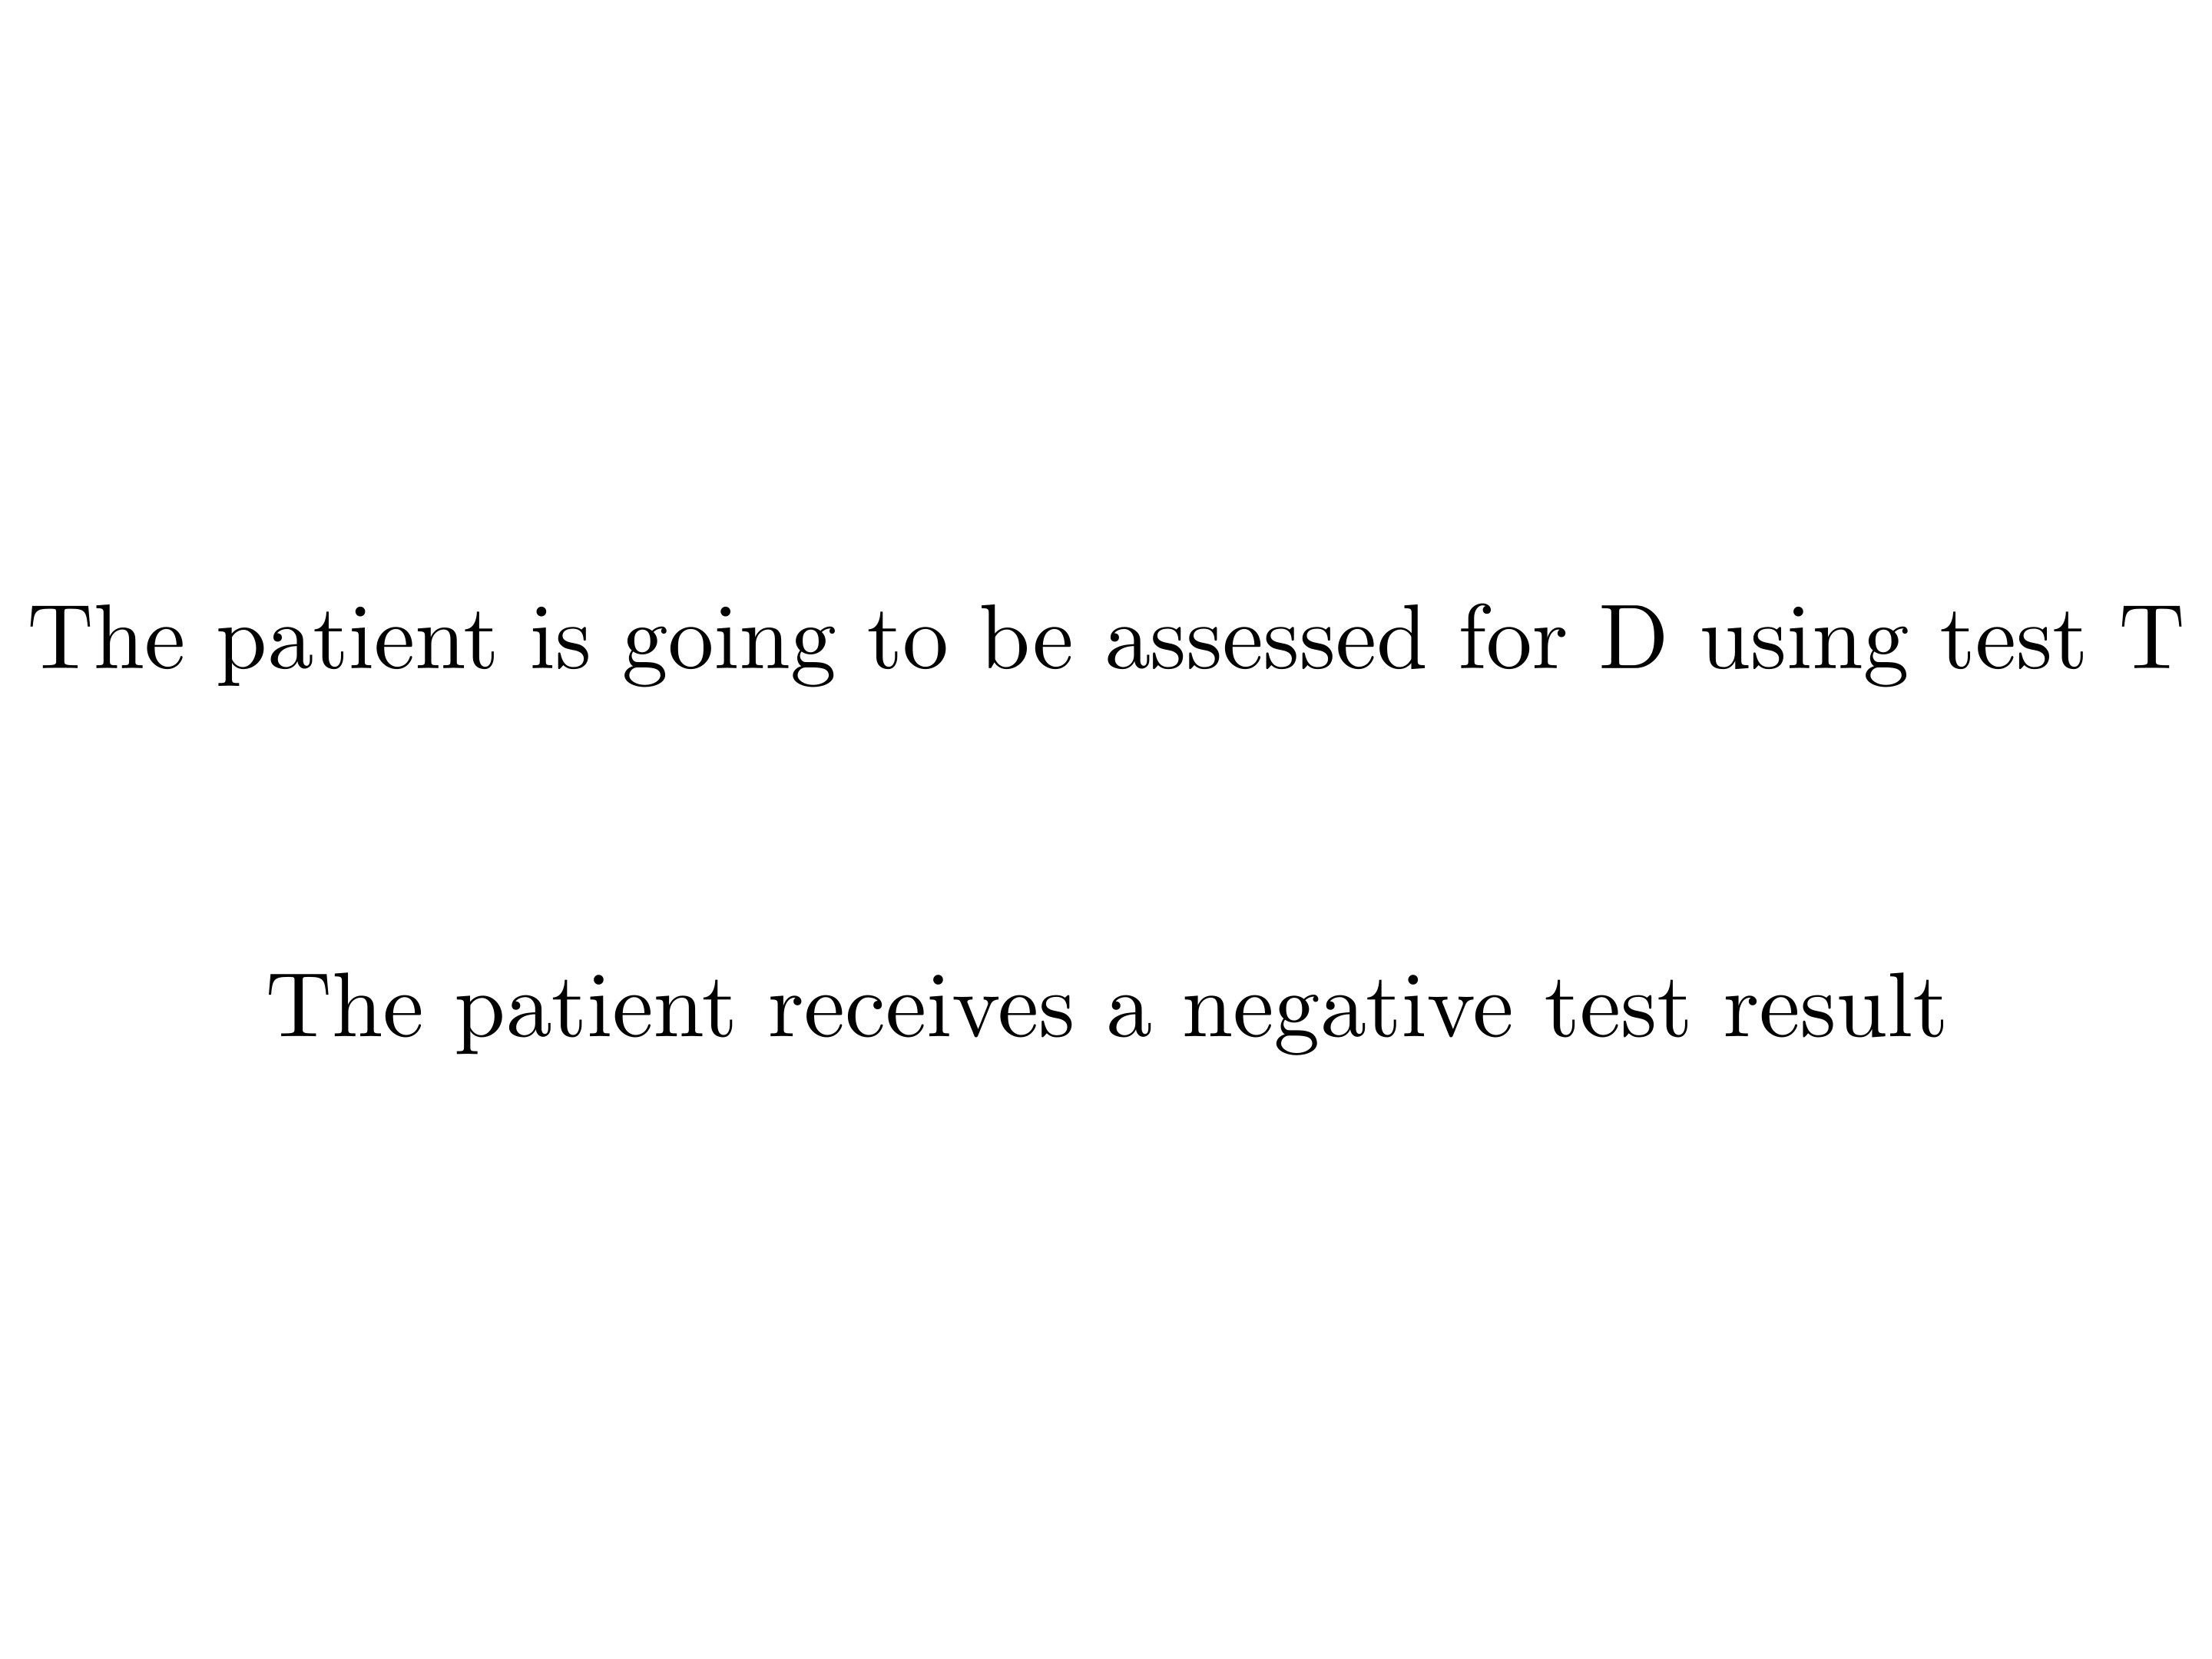 The patient is going to be assessed for D using test T
The patient receives a negative test result